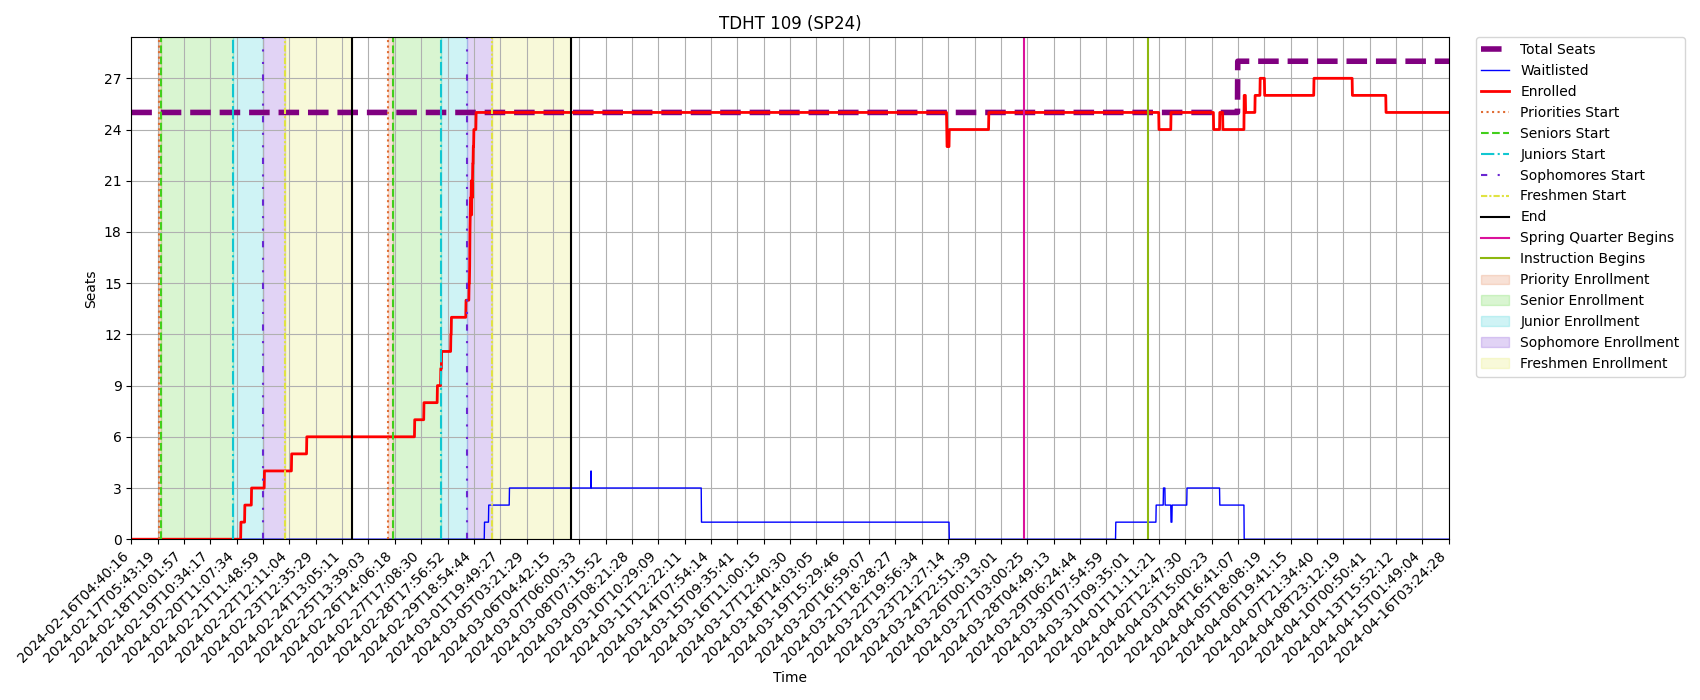 TDHT 109 (SP24)
Seats
27
24
21
18
15
12
9
6
3
0
2024-02-16T04:40:16
2024-02-17T05:43:19
2024-02-18T10:01:57
2024-02-19T10:34:17
2024-02-20T11:07:34
2024-02-21T11:48:59
2024-02-22T12:11:04
2024-02-23T12:35:29
2024-02-24T13:05:11
2024-02-25T13:39:03
2024-02-26T14:06:18
2024-02-27T17:08:30
2024-02-28T17:56:52
2024-02-29T18:54:44
2024-03-01T19:49:27
2024-03-05T03:21:29
2024-03-06T04:42:15
2024-03-07T06:00:33
2024-03-08T07:15:52
2024-03-09T08:21:28
2024-03-10T10:29:09
2024-03-11T12:22:11
2024-03-14T07:54:14
2024-03-15T09:35:41
2024-03-16T11:00:15
2024-03-17T12:40:30
2024-03-18T14:03:05
2024-03-19T15:29:46
2024-03-20T16:59:07
2024-03-21T18:28:27
2024-03-22T19:56:34
2024-03-23T21:27:14
2024-03-24T22:51:39
2024-03-26T00:13:01
2024-03-27T03:00:25
2024-03-28T04:49:13
2024-03-29T06:24:44
2024-03-30T07:54:59
2024-03-31T09:35:01
2024-04-01T11:11:21
2024-04-02T12:47:30
2024-04-03T15:00:23
2024-04-04T16:41:07
2024-04-05T18:08:19
2024-04-06T19:41:15
2024-04-07T21:34:40
2024-04-08T23:12:19
2024-04-10T00:50:41
2024-04-13T15:52:12
2024-04-15T01:49:04
2024-04-16T03:24:28
Time
Total Seats
Waitlisted
Enrolled
Priorities Start
Seniors Start
Juniors Start
Sophomores Start
Freshmen Start
End
Spring Quarter Begins
Instruction Begins
Priority Enrollment
Senior Enrollment
Junior Enrollment
Sophomore Enrollment
Freshmen Enrollment